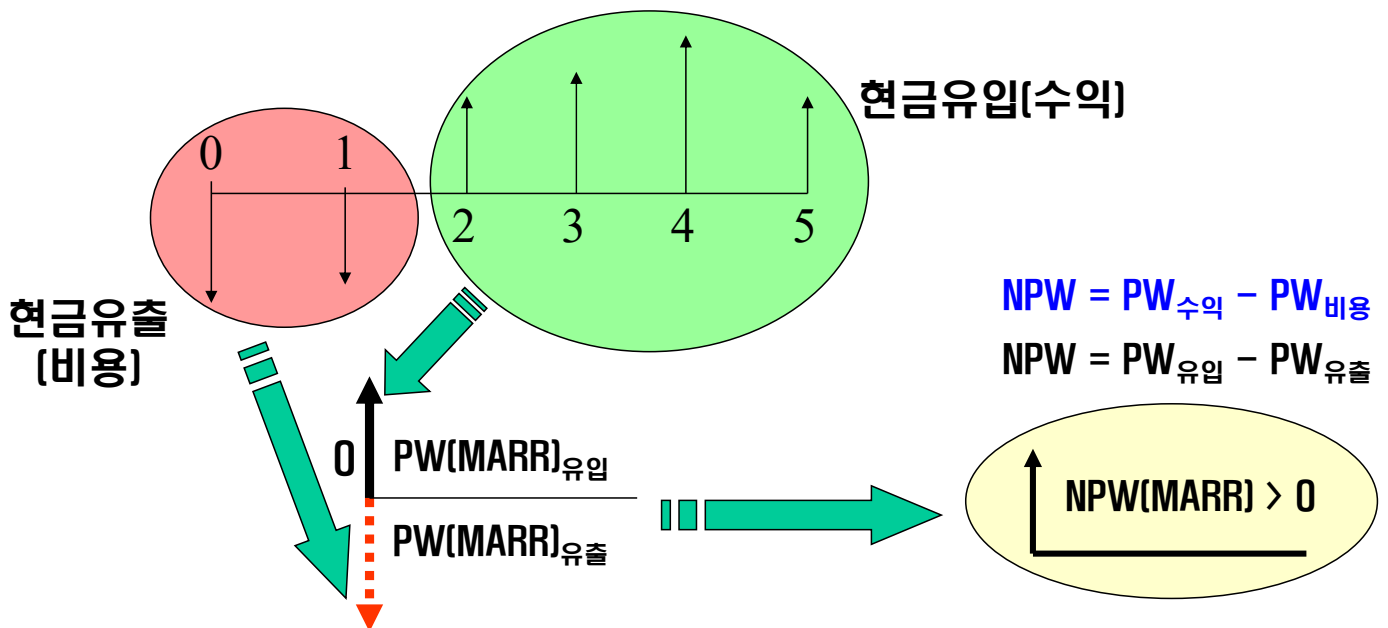 현금유입(수익)
0 1
2 3 4 5
현금유출
(비용)
NPW = PW수익 – PW비용
NPW = PW유입 – PW유출
0
PW(MARR)유입
PW(MARR)유출
NPW(MARR) > 0